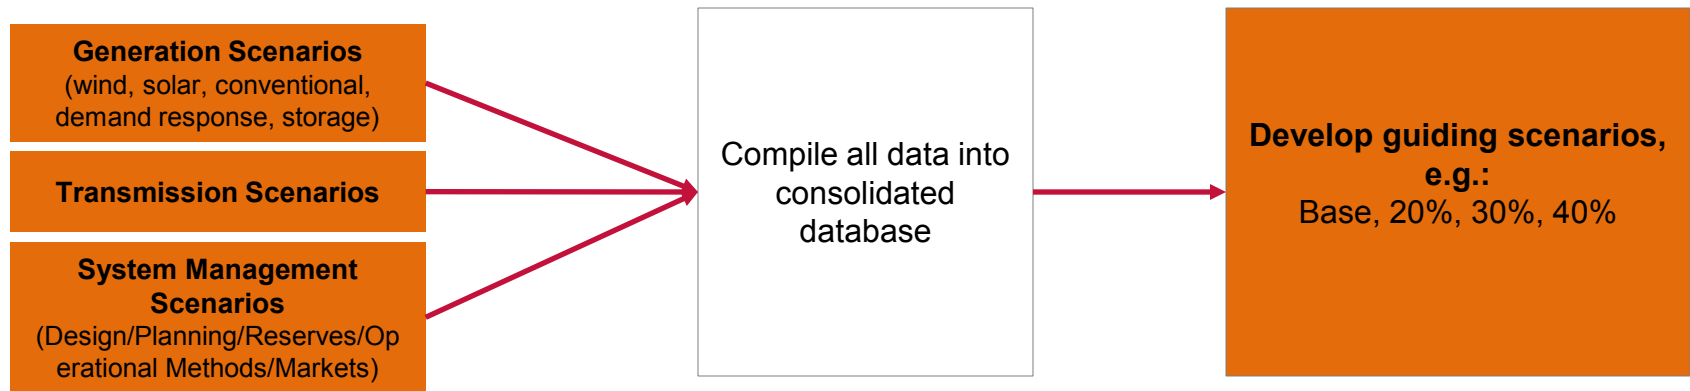 Generation Scenarios
(wind, solar, conventional,
demand response, storage)
Transmission Scenarios
System Management
Scenarios
(Design/Planning/Reserves/Op
erational Methods/Markets)
Compile all data into
consolidated
database
Develop guiding scenarios,
e.g.:
Base, 20%, 30%, 40%